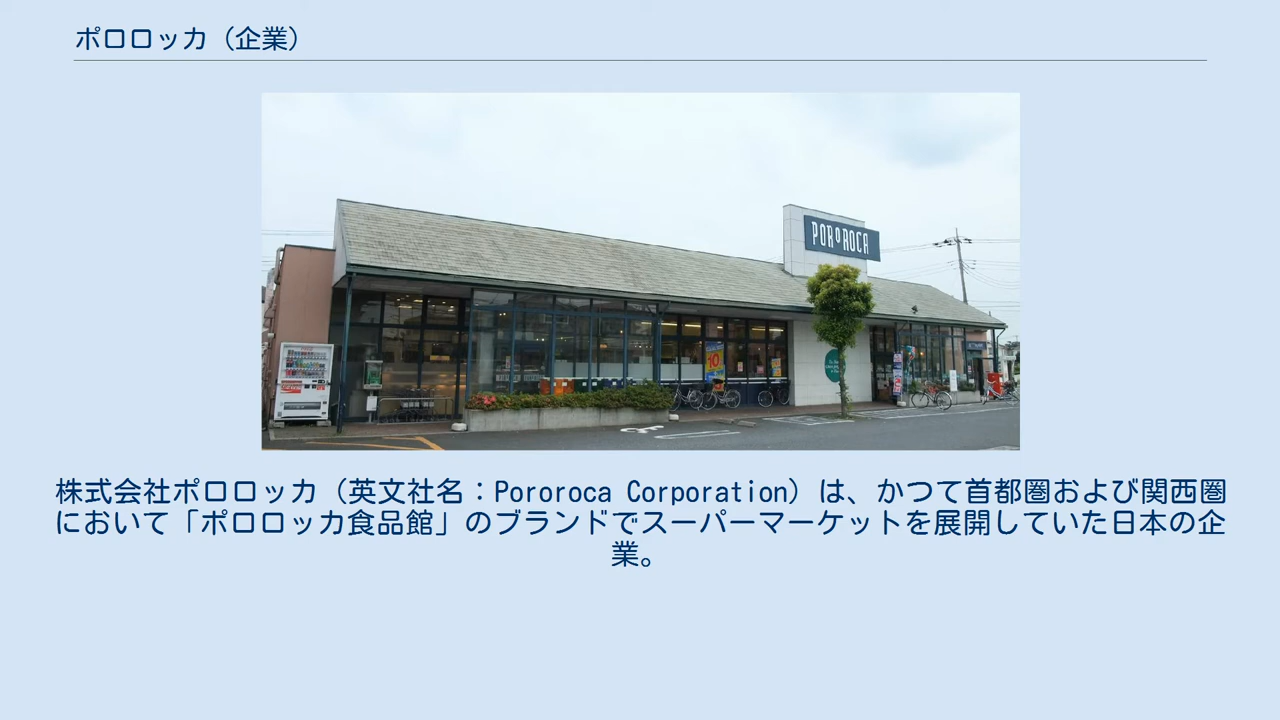 ポロロッカ（企業）
POROROCA
10
株式会社ポロロッカ（英文社名：Pororoca Corporation）は、かつて首都圏および関西圏
において「ポロロッカ食品館」のブランドでスーパーマーケットを展開していた日本の企
業。